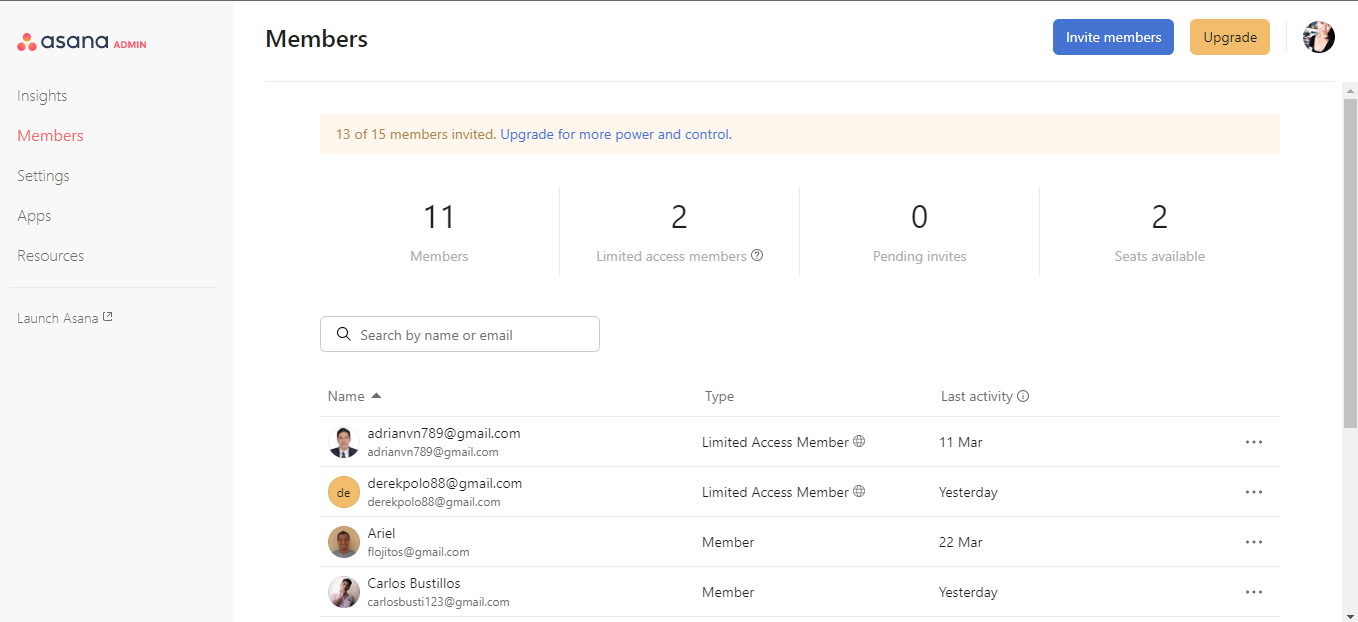 asana ADMIN
Insights
Members
Settings
Apps
Resources
Launch Asana
Members
Invite members
Upgrade
13 of 15 members invited. Upgrade for more power and control.
11
Members
2
Limited access members
0
Pending invites
2
Seats available
Search by name or email
Name Type Last activity
adrianvn789@gmail.com
adrianvn789@gmail.com
Limited Access Member
11 Mar
de
derekpolo88@gmail.com
derekpolo88@gmail.com
Limited Access Member
Yesterday
Ariel
flojitos@gmail.com
Member
22 Mar
Carlos Bustillos
carlosbusti123@gmail.com
Member
Yesterday